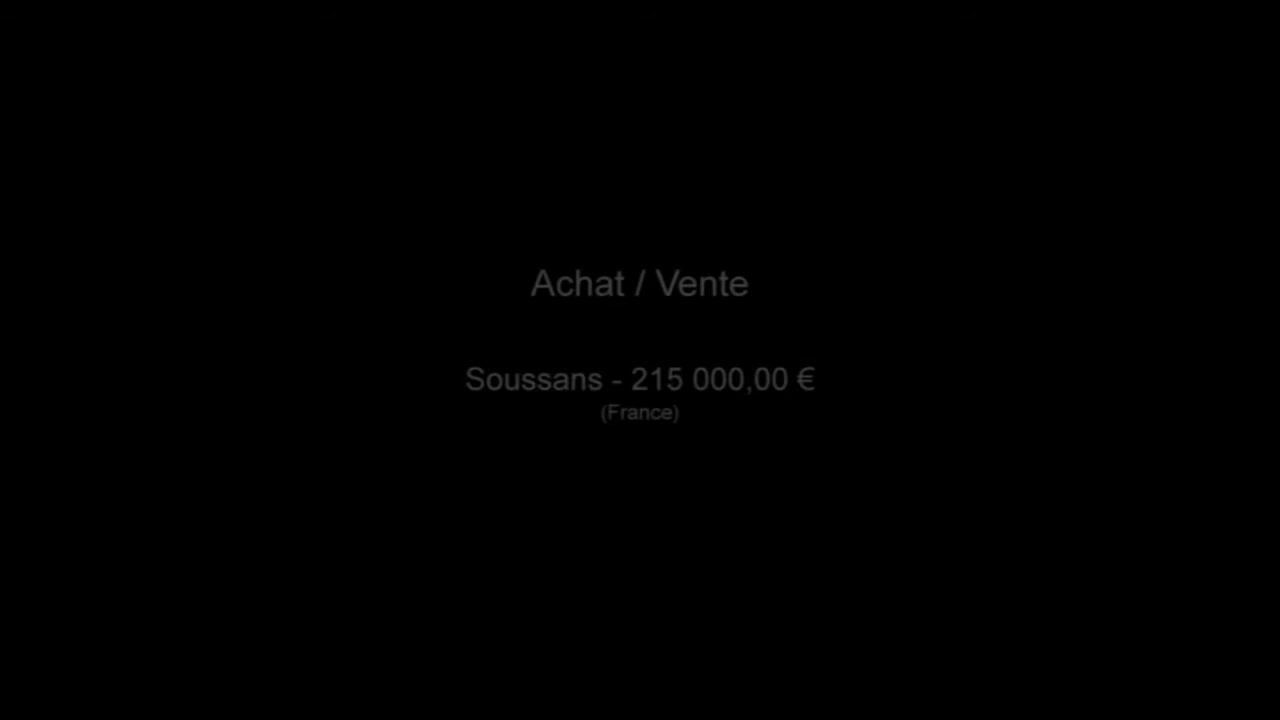 Achat / Vente
Soussans - 215 000,00 €
(France)